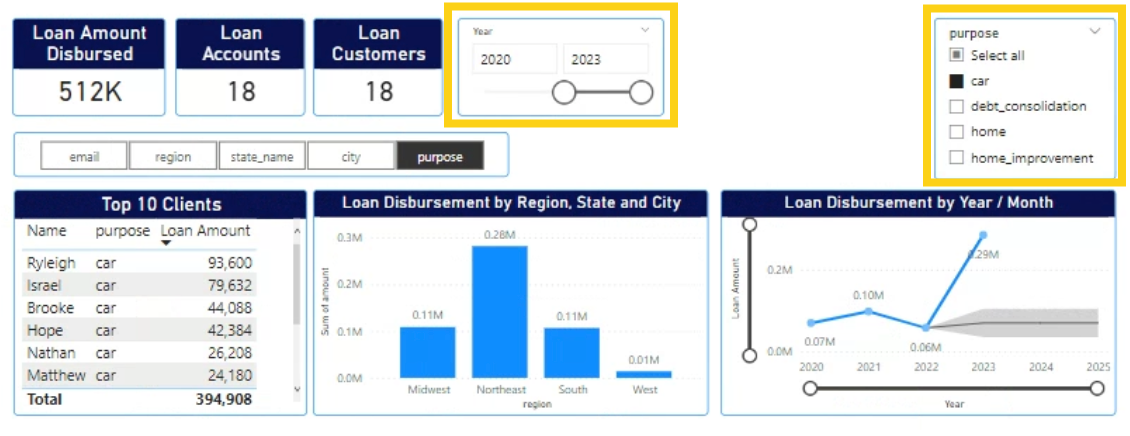 Loan Amount
Disbursed
512K
Loan
Accounts
18
Loan
Customers
18
Year
2020 2023
purpose
Select all
car
debt_consolidation
home
home_improvement
email region state_name city purpose
Top 10 Clients
Name purpose Loan Amount
Ryleigh car 93,600
Israel car 79,632
Brooke car 44,088
Hope car 42,384
Nathan car 26,208
Matthew car 24,180
Total 394,908
Loan Disbursement by Region, State and City
Sum of amount
0.3M
0.2M
0.1M
0.0M
0.11M
0.28M
0.11M
0.01M
Midwest Northeast South West
region
Loan Disbursement by Year / Month
Loan Amount
0.2M
0.0M
0.07M
0.10M
0.06M
0.29M
2020 2021 2022 2023 2024 2025
Year